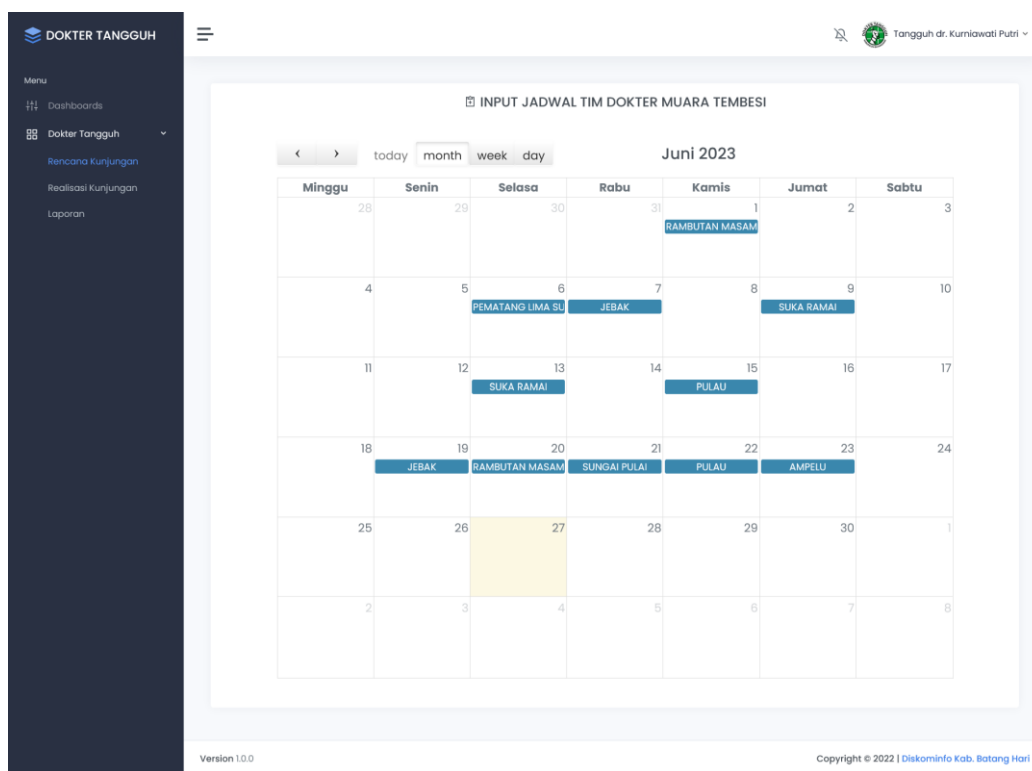 DOKTER TANGGUH
Tangguh dr. Kurniawati Putri
Menu
Dashboards
Dokter Tangguh
Rencana Kunjungan
Realisasi Kunjungan
Laporan
INPUT JADWAL TIM DOKTER MUARA TEMBESI
today month week day Juni 2023
Minggu Senin Selasa Rabu Kamis Jumat Sabtu
28 29 30 31 1 2 3
RAMBUTAN MASAM
4 5 6 7 8 9 10
PEMATANG LIMA SU JEBAK SUKA RAMAI
11 12 13 14 15 16 17
SUKA RAMAI PULAU
18 19 20 21 22 23 24
JEBAK RAMBUTAN MASAM SUNGAI PULAI PULAU AMPELU
25 26 27 28 29 30 1
2 3 4 5 6 7 8
Version 1.0.0 Copyright © 2022 | Diskominfo Kab. Batang Hari